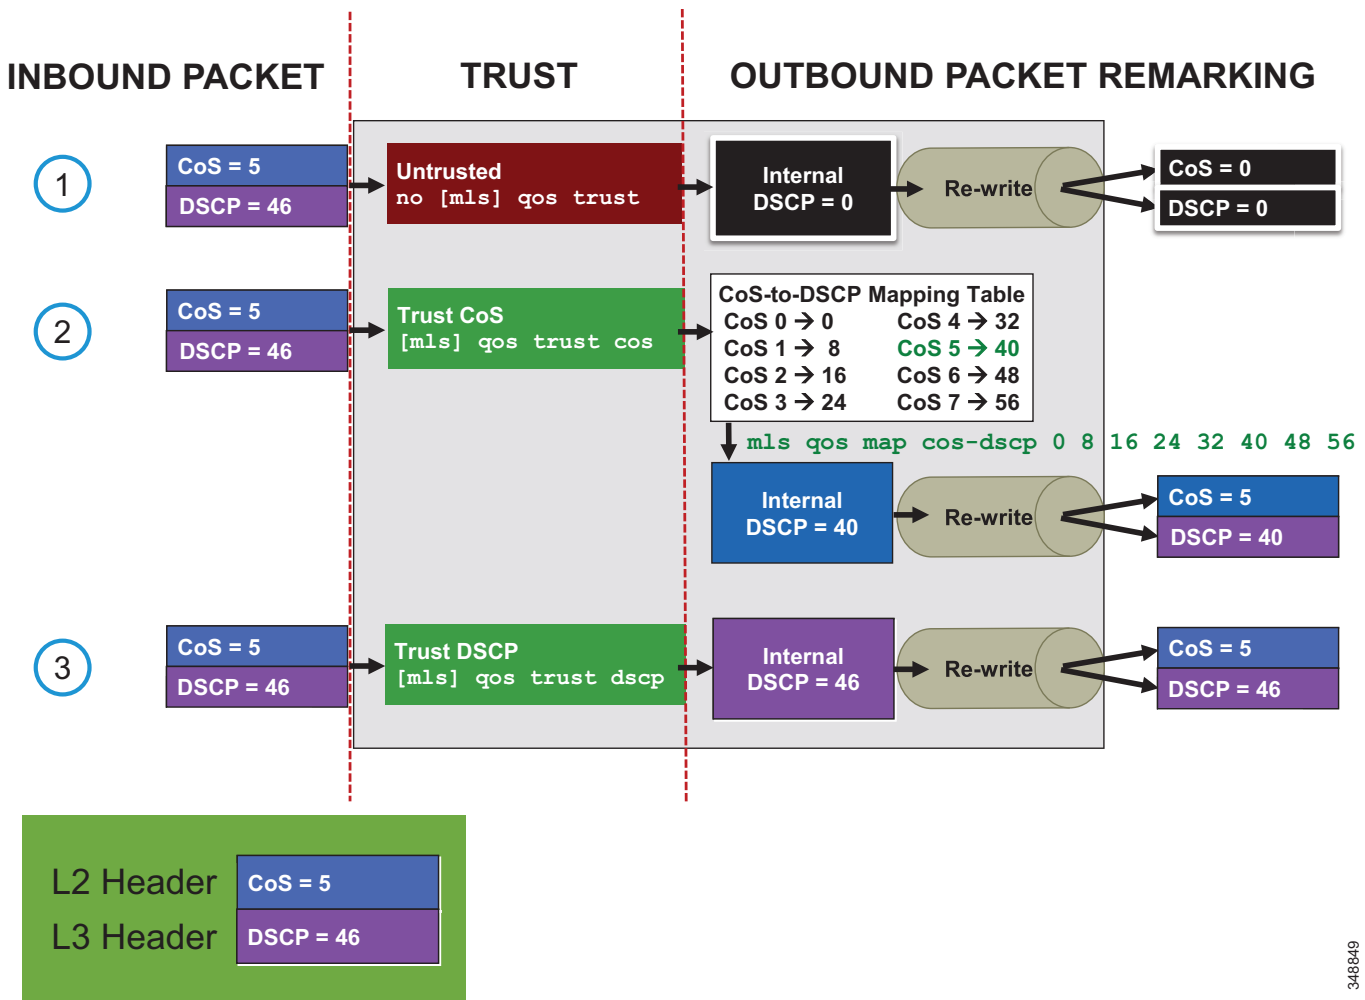 INBOUND PACKET
TRUST
OUTBOUND PACKET REMARKING
1
CoS = 5
DSCP = 46
Untrusted
no [mls] qos trust
Internal
DSCP = 0
Re-write
CoS = 0
DSCP = 0
2
CoS = 5
DSCP = 46
Trust CoS
[mls] qos trust cos
CoS-to-DSCP Mapping Table
CoS 0 → 0 CoS 4 → 32
CoS 1 → 8 CoS 5 → 40
CoS 2 → 16 CoS 6 → 48
CoS 3 → 24 CoS 7 → 56
mls qos map cos-dscp 0 8 16 24 32 40 48 56
Internal
DSCP = 40
Re-write
CoS = 5
DSCP = 40
3
CoS = 5
DSCP = 46
Trust DSCP
[mls] qos trust dscp
Internal
DSCP = 46
Re-write
CoS = 5
DSCP = 46
L2 Header
CoS = 5
L3 Header
DSCP = 46
348849